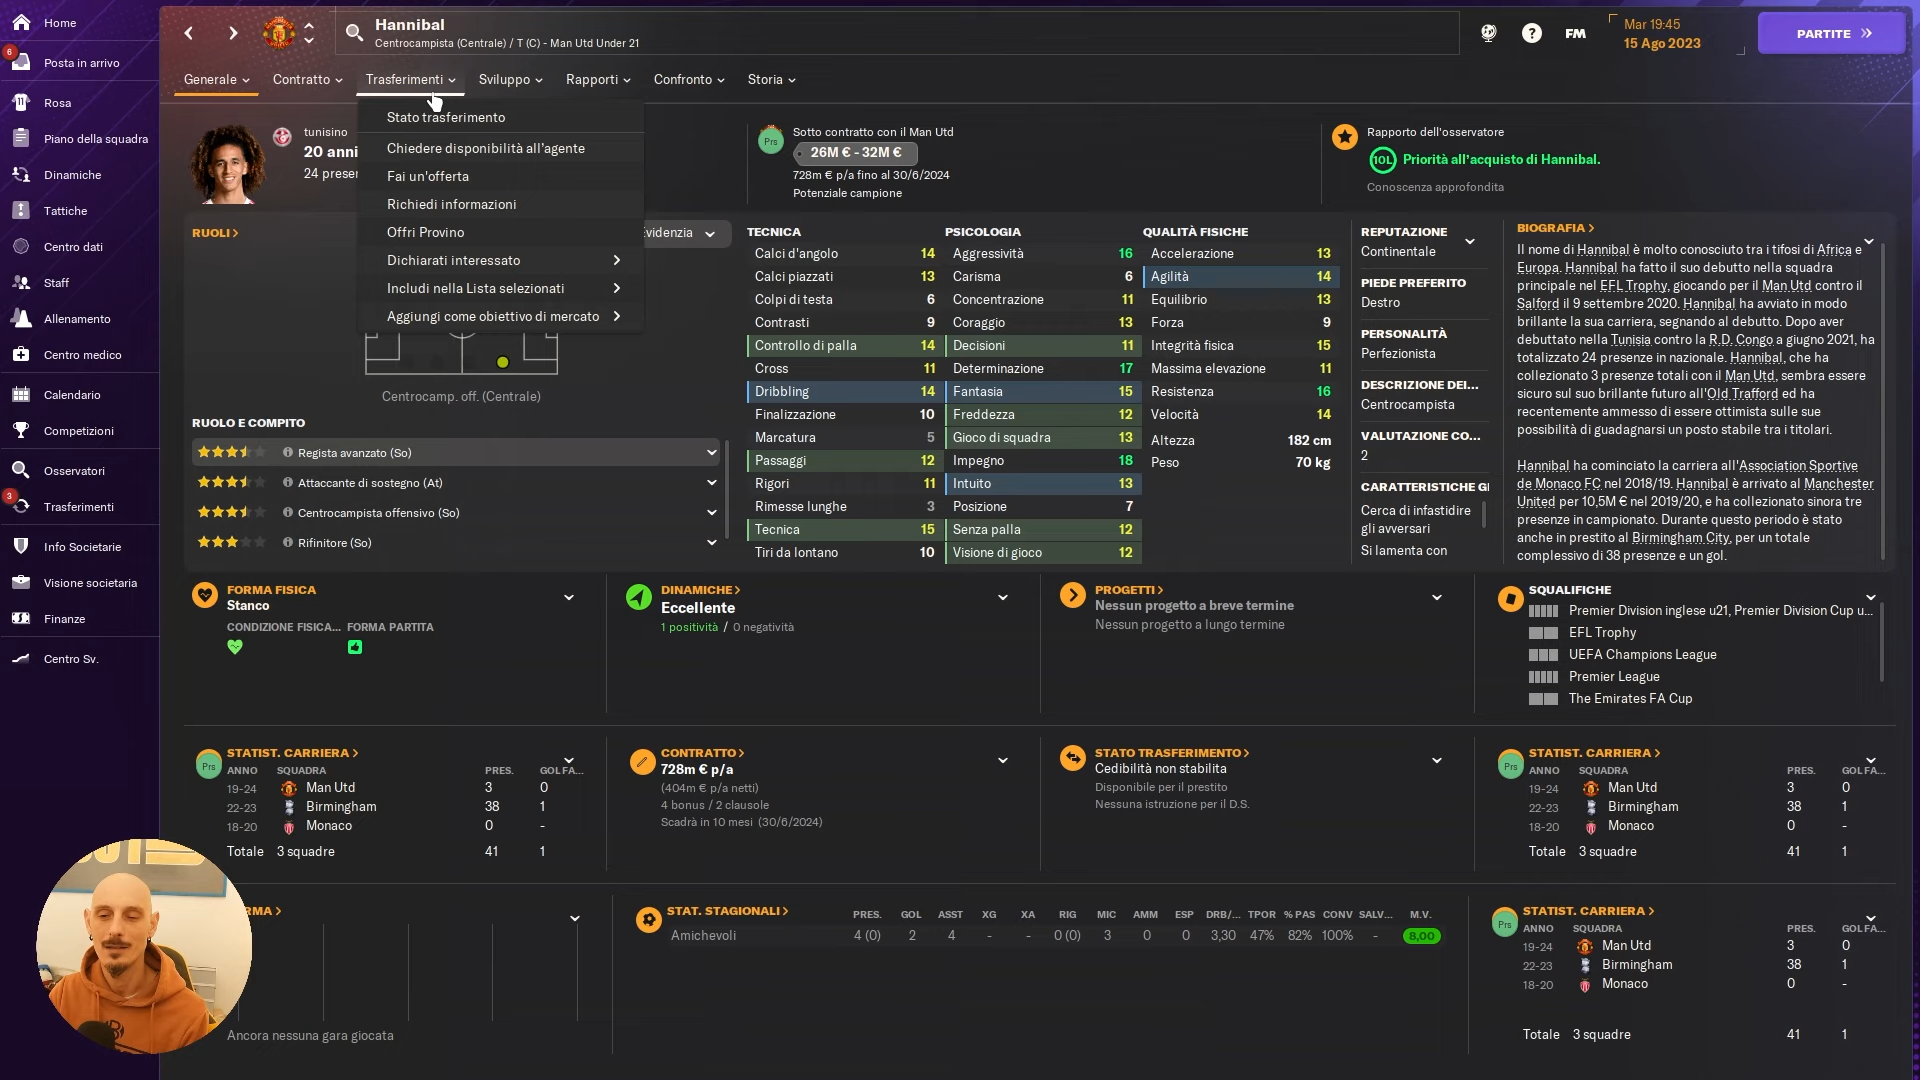 Home
6
Posta in arrivo
Rosa
Piano della squadra
Dinamiche
Tattiche
Centro dati
Staff
Allenamento
Centro medico
Calendario
Competizioni
Osservatori
3
Trasferimenti
Info Societarie
Visione societaria
Finanze
Centro Sv.
Hannibal
Centrocampista (Centrale) / T (C) - Man Utd Under 21
FM
Mar 19:45
15 Ago 2023
PARTITE
Generale
Contratto
Trasferimenti
Sviluppo
Rapporti
Confronto
Storia
Stato trasferimento
Chiedere disponibilità all'agente
Fai un'offerta
Richiedi informazioni
Offri Provino
Dichiarati interessato
Includi nella Lista selezionati
Aggiungi come obiettivo di mercato
tunisino
20 anni
24 preser
Prs
Sotto contratto con il Man Utd
26M € - 32M €
728m € p/a fino al 30/6/2024
Potenziale campione
Rapporto dell'osservatore
10L Priorità all'acquisto di Hannibal.
Conoscenza approfondita
RUOLI >
Evidenzia
Centrocamp. off. (Centrale)
RUOLO E COMPITO
Regista avanzato (So)
Attaccante di sostegno (At)
Centrocampista offensivo (So)
Rifinitore (So)
TECNICA
Calci d'angolo 14
Calci piazzati 13
Colpi di testa 6
Contrasti 9
Controllo di palla 14
Cross 11
Dribbling 14
Finalizzazione 10
Marcatura 5
Passaggi 12
Rigori 11
Rimesse lunghe 3
Tecnica 15
Tiri da lontano 10
PSICOLOGIA
Aggressività 16
Carisma 6
Concentrazione 11
Coraggio 13
Decisioni 11
Determinazione 17
Fantasia 15
Freddezza 12
Gioco di squadra 13
Impegno 18
Intuito 13
Posizione 7
Senza palla 12
Visione di gioco 12
QUALITÀ FISICHE
Accelerazione 13
Agilità 14
Equilibrio 13
Forza 9
Integrità fisica 15
Massima elevazione 11
Resistenza 16
Velocità 14
Altezza 182 cm
Peso 70 kg
REPUTAZIONE
Continentale
PIEDE PREFERITO
Destro
PERSONALITÀ
Perfezionista
DESCRIZIONE DEI...
Centrocampista
VALUTAZIONE CO...
2
CARATTERISTICHE GI
Cerca di infastidire
gli avversari
Si lamenta con
BIOGRAFIA >
Il nome di Hannibal è molto conosciuto tra i tifosi di Africa e
Europa. Hannibal ha fatto il suo debutto nella squadra
principale nel EFL Trophy, giocando per il Man Utd contro il
Salford il 9 settembre 2020. Hannibal ha avviato in modo
brillante la sua carriera, segnando al debutto. Dopo aver
debuttato nella Tunisia contro la R.D. Congo a giugno 2021, ha
totalizzato 24 presenze in nazionale. Hannibal, che ha
collezionato 3 presenze totali con il Man Utd, sembra essere
sicuro sul suo brillante futuro all'Old Trafford ed ha
recentemente ammesso di essere ottimista sulle sue
possibilità di guadagnarsi un posto stabile tra i titolari.
Hannibal ha cominciato la carriera all'Association Sportive
de Monaco FC nel 2018/19. Hannibal è arrivato al Manchester
United per 10,5M € nel 2019/20, e ha collezionato sinora tre
presenze in campionato. Durante questo periodo è stato
anche in prestito al Birmingham City, per un totale
complessivo di 38 presenze e un gol.
FORMA FISICA
Stanco
CONDIZIONE FISICA... FORMA PARTITA
DINAMICHE >
Eccellente
1 positività / 0 negatività
PROGETTI >
Nessun progetto a breve termine
Nessun progetto a lungo termine
SQUALIFICHE
Premier Division inglese u21, Premier Division Cup u...
EFL Trophy
UEFA Champions League
Premier League
The Emirates FA Cup
Prs
STATIST. CARRIERA >
ANNO SQUADRA PRES. GOL FA...
19-24 Man Utd 3 0
22-23 Birmingham 38 1
18-20 Monaco 0 -
Totale 3 squadre 41 1
CONTRATTO >
728m € p/a
(404m € p/a netti)
4 bonus / 2 clausole
Scadrà in 10 mesi (30/6/2024)
STATO TRASFERIMENTO >
Cedibilità non stabilita
Disponibile per il prestito
Nessuna istruzione per il D.S.
Prs
STATIST. CARRIERA >
ANNO SQUADRA PRES. GOL FA...
19-24 Man Utd 3 0
22-23 Birmingham 38 1
18-20 Monaco 0 -
Totale 3 squadre 41 1
RMA >
Ancora nessuna gara giocata
STAT. STAGIONALI >
PRES. GOL ASST XG XA RIG MIC AMM ESP DRB/... TPOR % PAS CONV SALV... M.V.
Amichevoli 4 (0) 2 4 - - 0 (0) 3 0 0 3,30 47% 82% 100% - 8,00
Prs
STATIST. CARRIERA >
ANNO SQUADRA PRES. GOL FA...
19-24 Man Utd 3 0
22-23 Birmingham 38 1
18-20 Monaco 0 -
Totale 3 squadre 41 1